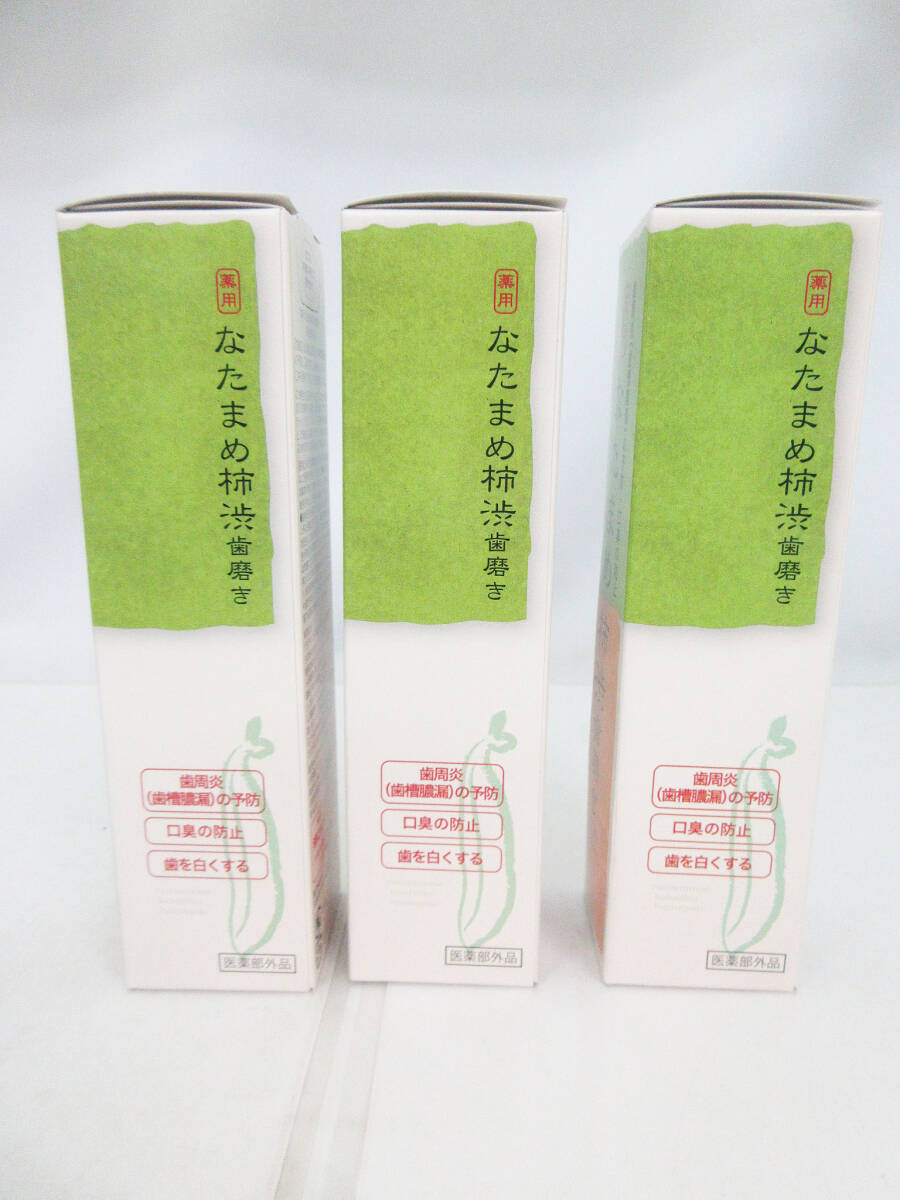 薬用
なたまめ柿渋歯磨き
歯周炎
(歯槽膿漏)の予防
口臭の防止
歯を白くする
医薬部外品
薬用
なたまめ柿渋歯磨き
歯周炎
(歯槽膿漏)の予防
口臭の防止
歯を白くする
医薬部外品
薬用
なたまめ柿渋歯磨き
歯周炎
(歯槽膿漏)の予防
口臭の防止
歯を白くする
医薬部外品